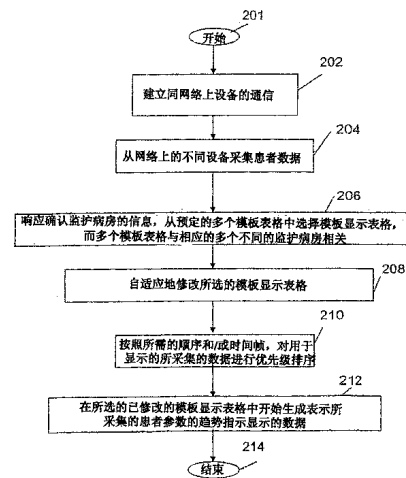 201
开始
202
建立同网络上设备的通信
204
从网络上的不同设备采集患者数据
206
响应确认监护病房的信息，从预定的多个模板表格中选择模板显示表格，
而多个模板表格与相应的多个不同的监护病房相关
208
自适应地修改所选的模板显示表格
210
按照所需的顺序和/或时间帧，对用于
显示的所采集的数据进行优先级排序
212
在所选的已修改的模板显示表格中开始生成表示所
采集的患者参数的趋势指示显示的数据
214
结束